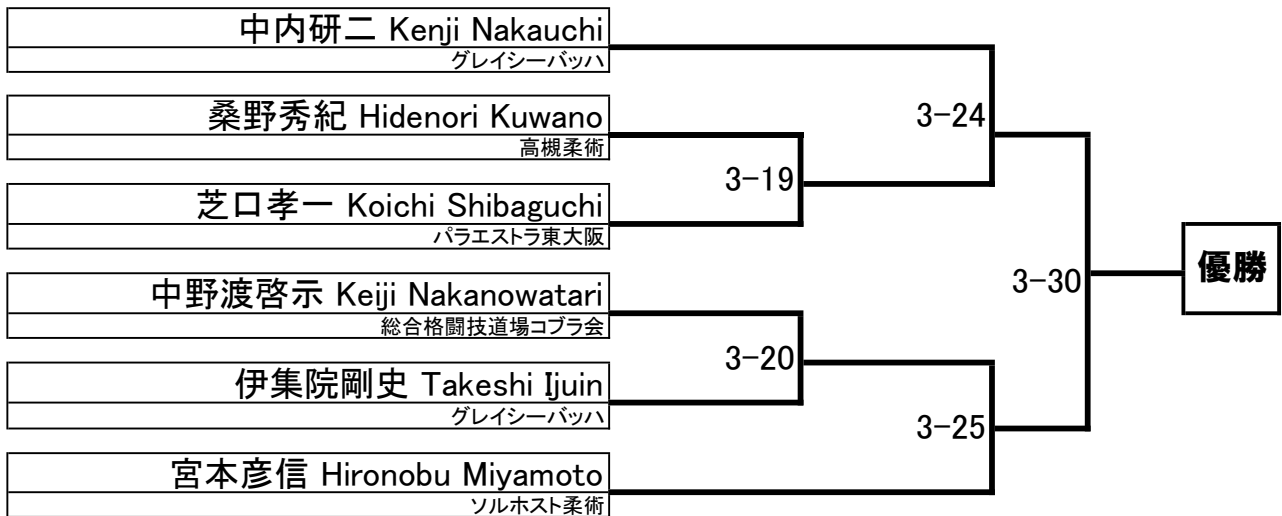 中内研二 Kenji Nakauchi
グレイシーバッハ
桑野秀紀 Hidenori Kuwano
高槻柔術
芝口孝一 Koichi Shibaguchi
パラエストラ東大阪
中野渡啓示 Keiji Nakanowatari
総合格闘技道場コブラ会
伊集院剛史 Takeshi Ijuin
グレイシーバッハ
宮本彦信 Hironobu Miyamoto
ソルホスト柔術
3-19
3-20
3-24
3-25
3-30
優勝